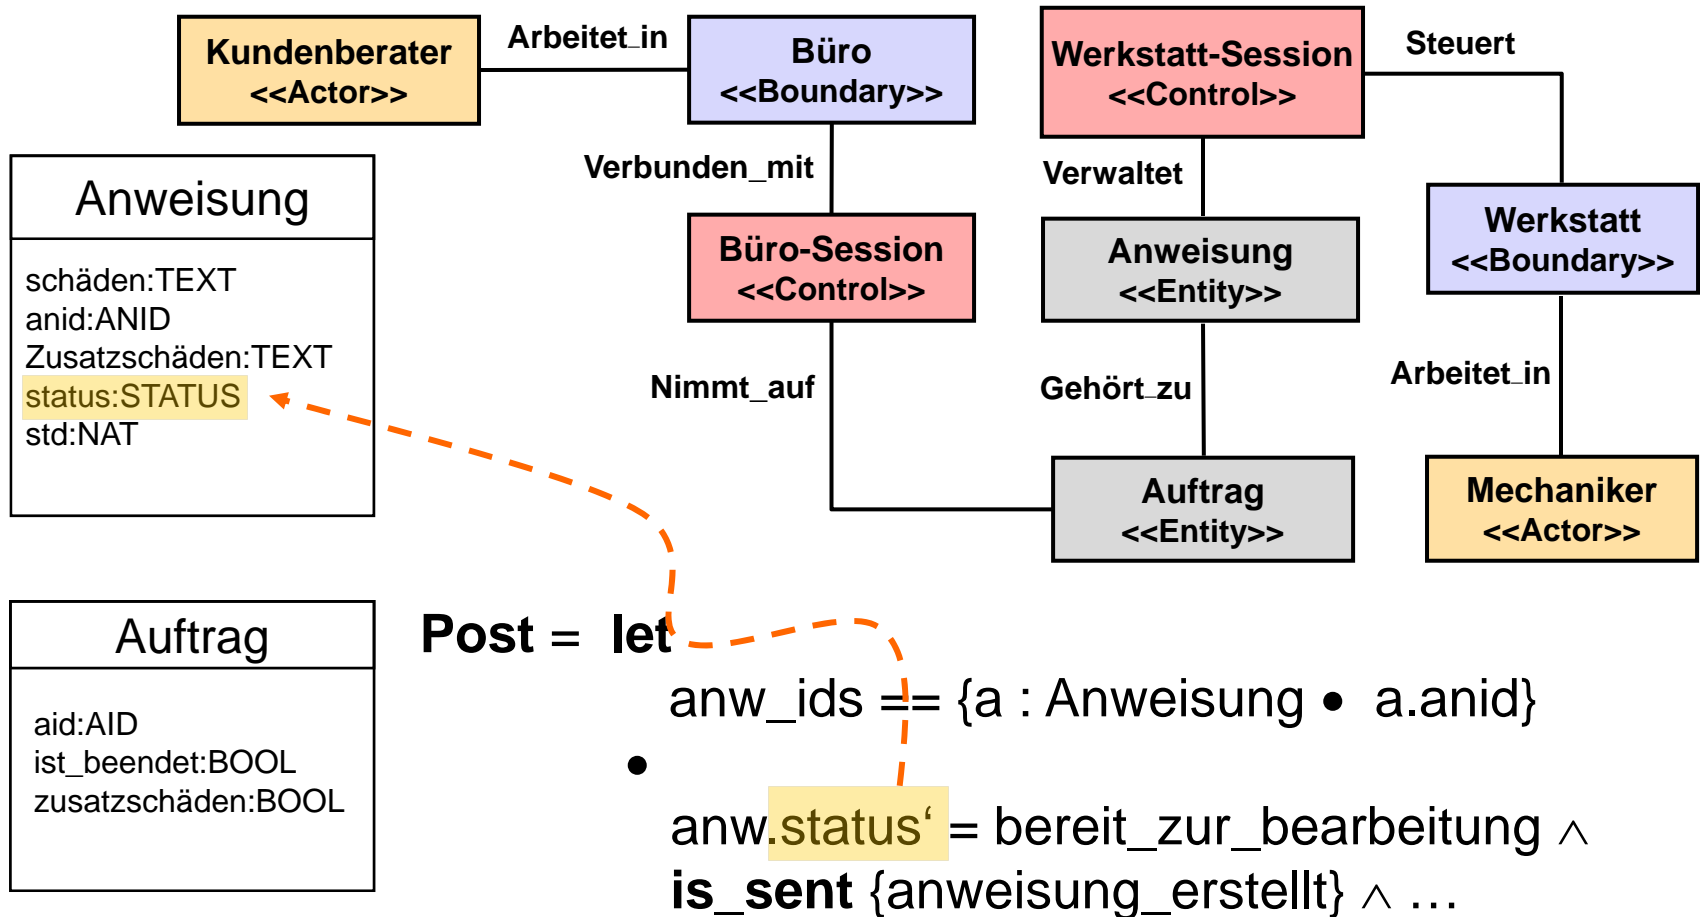 Kundenberater
<<Actor>>
Arbeitet_in
Büro
<<Boundary>>
Werkstatt-Session
<<Control>>
Steuert
Verbunden_mit
Verwaltet
Anweisung
schäden:TEXT
anid:ANID
Zusatzschäden:TEXT
status:STATUS
std:NAT
Büro-Session
<<Control>>
Anweisung
<<Entity>>
Werkstatt
<<Boundary>>
Nimmt_auf
Gehört_zu
Arbeitet_in
Auftrag
<<Entity>>
Mechaniker
<<Actor>>
Auftrag
aid:AID
ist_beendet:BOOL
zusatzschäden:BOOL
Post = let
anw_ids == {a : Anweisung • a.anid}
•
anw.status‘ = bereit_zur_bearbeitung ∧
is_sent {anweisung_erstellt} ∧ …